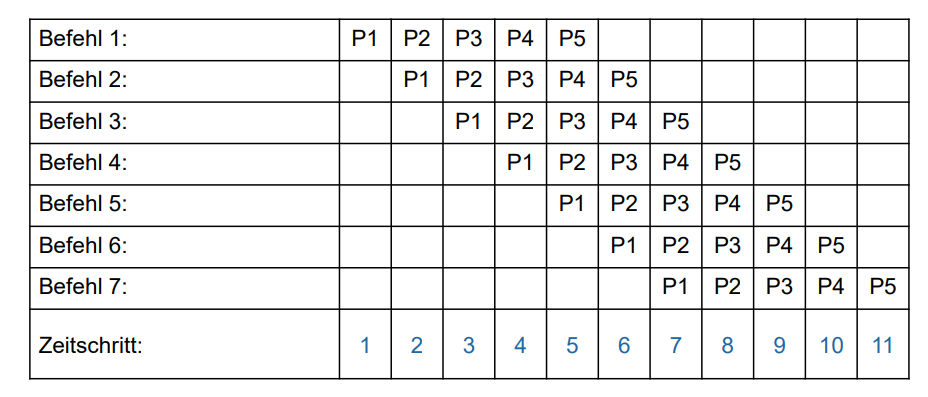 Befehl 1: P1 P2 P3 P4 P5
Befehl 2: P1 P2 P3 P4 P5
Befehl 3: P1 P2 P3 P4 P5
Befehl 4: P1 P2 P3 P4 P5
Befehl 5: P1 P2 P3 P4 P5
Befehl 6: P1 P2 P3 P4 P5
Befehl 7: P1 P2 P3 P4 P5
Zeitschritt: 1 2 3 4 5 6 7 8 9 10 11